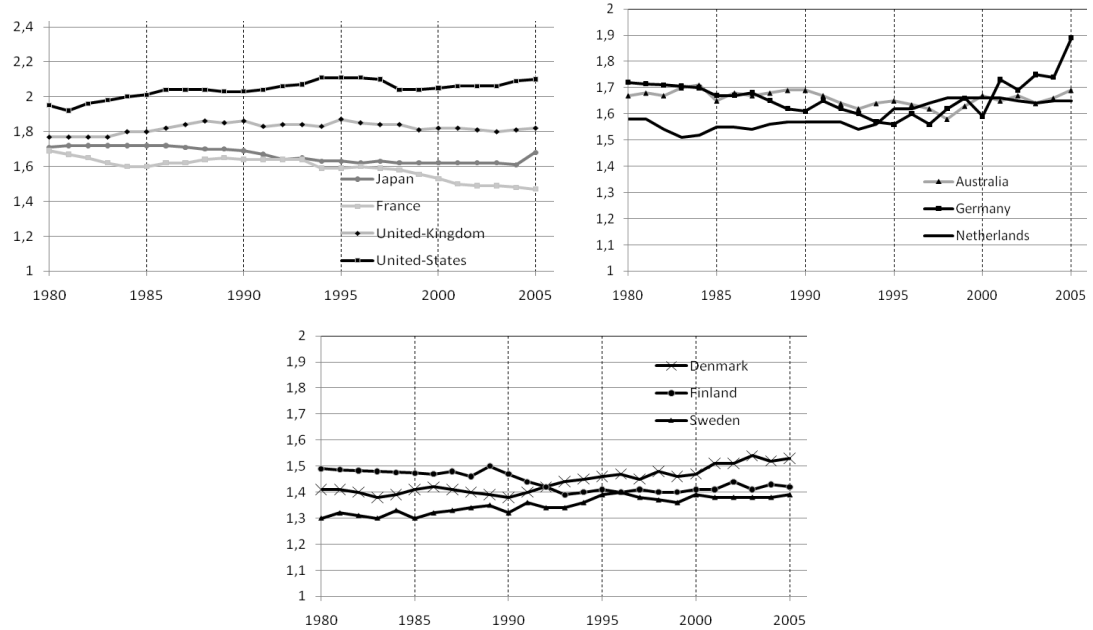 2,4
2,2
2
1,8
1,6
1,4
1,2
1
1980 1985 1990 1995 2000 2005
Japan
France
United-Kingdom
United-States
2
1,9
1,8
1,7
1,6
1,5
1,4
1,3
1,2
1,1
1
1980 1985 1990 1995 2000 2005
Australia
Germany
Netherlands
2
1,9
1,8
1,7
1,6
1,5
1,4
1,3
1,2
1,1
1
1980 1985 1990 1995 2000 2005
Denmark
Finland
Sweden